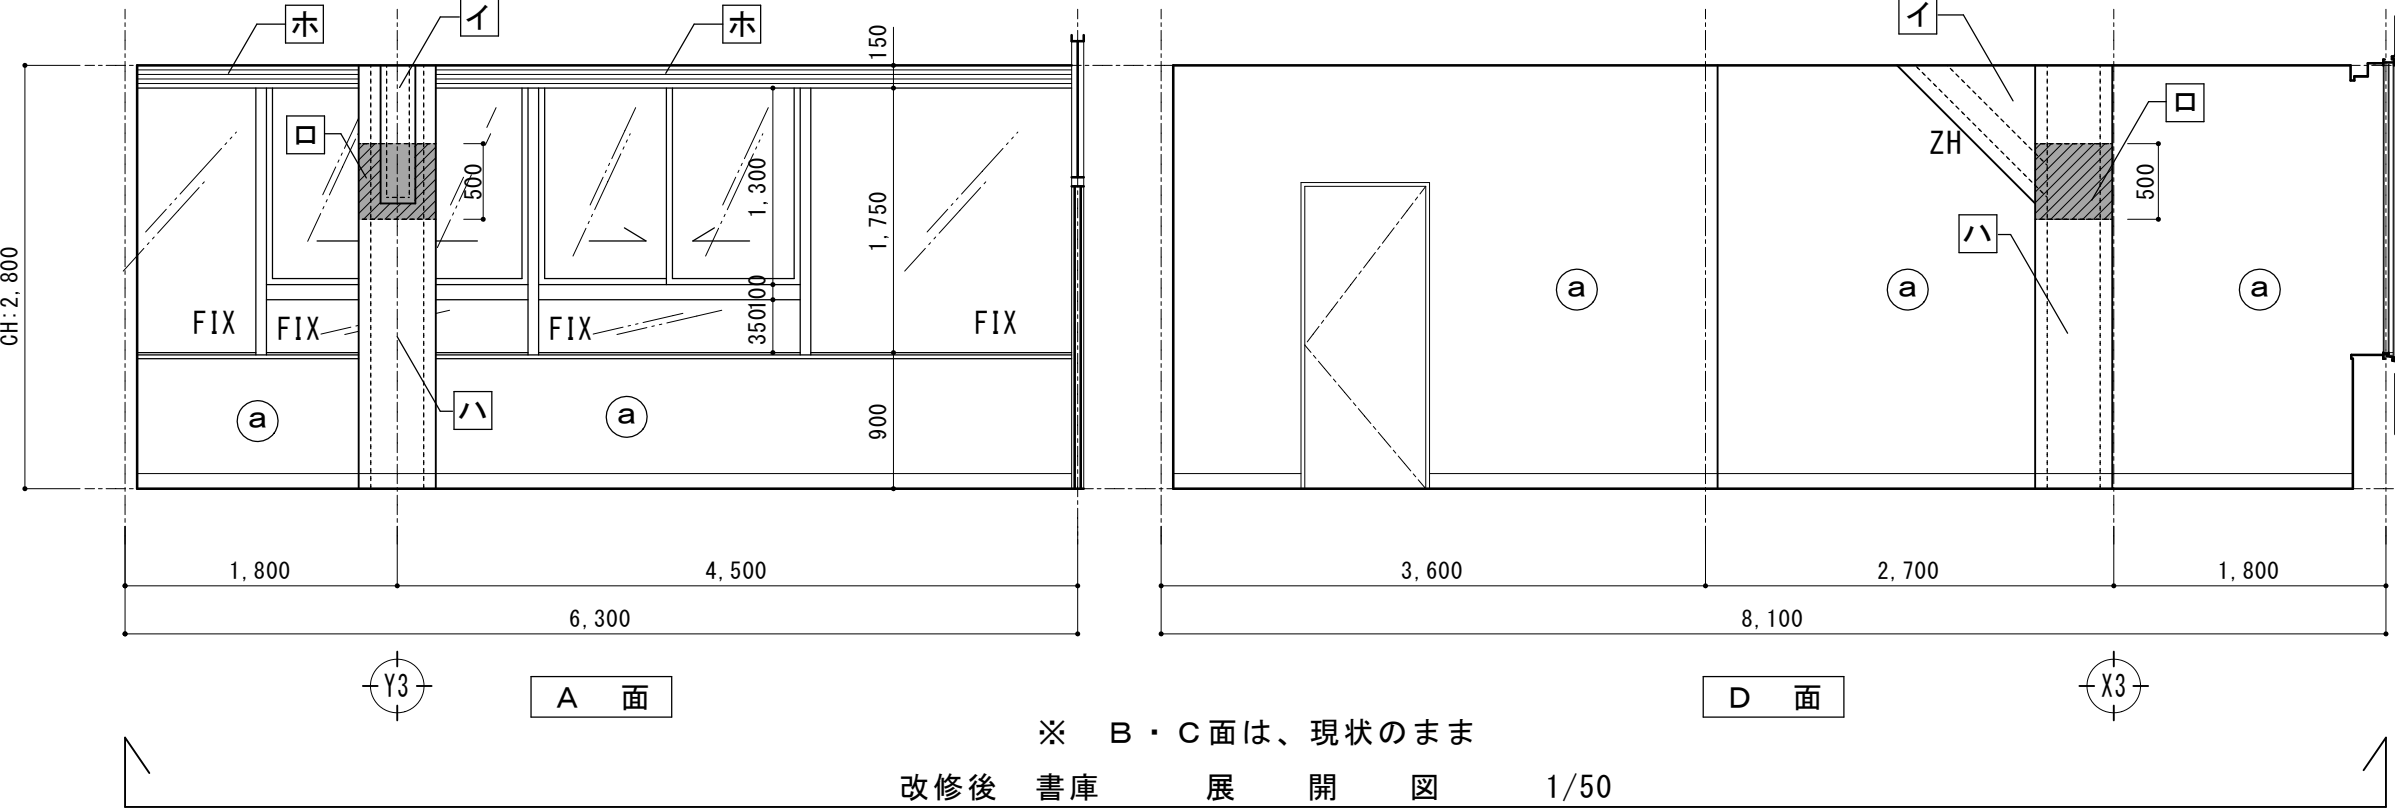 ホ
イ
ホ
150
イ
ロ
ロ
500
1,300
1,750
ZH
500
CH:2,800
ハ
100
350
FIX
FIX
FIX
FIX
a
a
a
ハ
a
a
900
1,800
4,500
3,600
2,700
1,800
6,300
8,100
Y3
A 面
D 面
X3
※ B・C面は、現状のまま
改修後 書庫 展 開 図 1/50